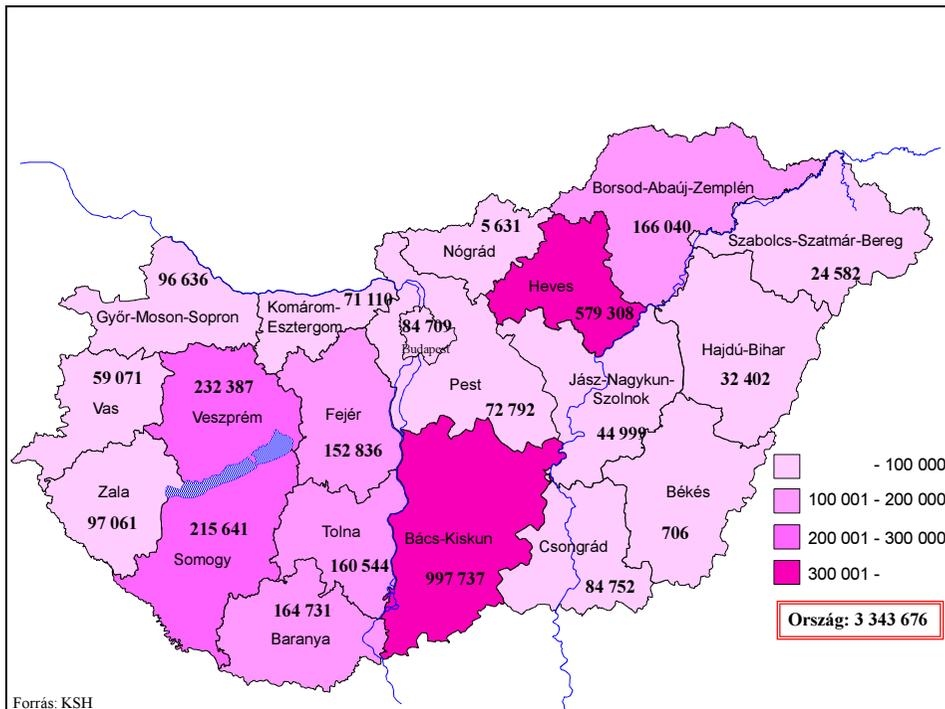 Borsod-Abaúj-Zemplén
166 040
5 631
Nógrád
Szabolcs-Szatmár-Bereg
24 582
96 636
Győr-Moson-Sopron
Komárom-
Esztergom
71 110
Heves
579 308
84 709
Budapest
Hajdú-Bihar
32 402
59 071
Vas
232 387
Veszprém
Fejér
152 836
Pest
72 792
Jász-Nagykun-
Szolnok
44 999
Zala
97 061
215 641
Somogy
Tolna
160 544
Bács-Kiskun
997 737
Csongrád
84 752
Békés
706
164 731
Baranya
- 100 000
100 001 - 200 000
200 001 - 300 000
300 001 -
Ország: 3 343 676
Forrás: KSH